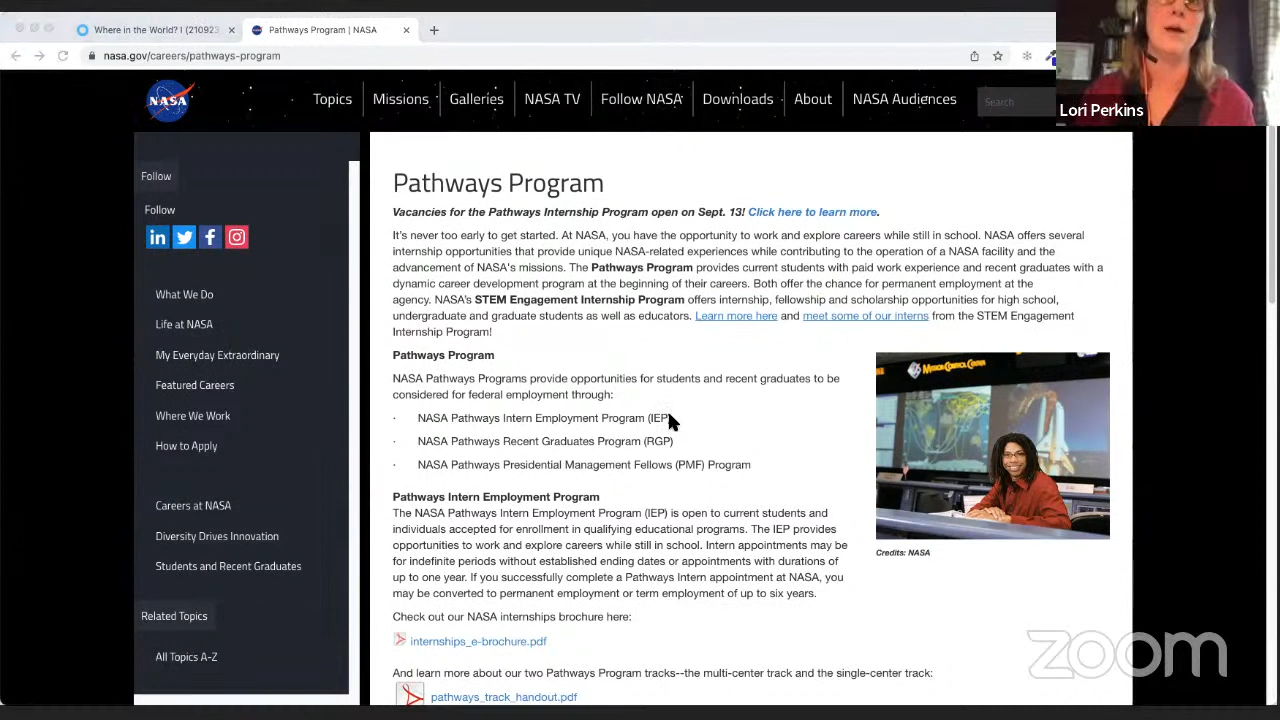 Where in the World? I (210923
Pathways Program | NASA
nasa.gov/careers/pathways-program
Lori Perkins
NASA
Topics
Missions
Galleries
NASA TV
Follow NASA
Downloads
About
NASA Audiences
Search
Follow
Follow
in
f
What We Do
Life at NASA
My Everyday Extraordinary
Featured Careers
Where We Work
How to Apply
Careers at NASA
Diversity Drives Innovation
Students and Recent Graduates
Related Topics
All Topics A-Z
Pathways Program
Vacancies for the Pathways Internship Program open on Sept. 13! Click here to learn more.
It's never too early to get started. At NASA, you have the opportunity to work and explore careers while still in school. NASA offers several
internship opportunities that provide unique NASA-related experiences while contributing to the operation of a NASA facility and the
advancement of NASA's missions. The Pathways Program provides current students with paid work experience and recent graduates with a
dynamic career development program at the beginning of their careers. Both offer the chance for permanent employment at the
agency. NASA's STEM Engagement Internship Program offers internship, fellowship and scholarship opportunities for high school,
undergraduate and graduate students as well as educators. Learn more here and meet some of our interns from the STEM Engagement
Internship Program!
Pathways Program
NASA Pathways Programs provide opportunities for students and recent graduates to be
considered for federal employment through:
· NASA Pathways Intern Employment Program (IEP)
· NASA Pathways Recent Graduates Program (RGP)
· NASA Pathways Presidential Management Fellows (PMF) Program
MISSION CONTROL CENTER
Credits: NASA
Pathways Intern Employment Program
The NASA Pathways Intern Employment Program (IEP) is open to current students and
individuals accepted for enrollment in qualifying educational programs. The IEP provides
opportunities to work and explore careers while still in school. Intern appointments may be
for indefinite periods without established ending dates or appointments with durations of
up to one year. If you successfully complete a Pathways Intern appointment at NASA, you
may be converted to permanent employment or term employment of up to six years.
Check out our NASA internships brochure here:
internships_e-brochure.pdf
And learn more about our two Pathways Program tracks--the multi-center track and the single-center track:
pathways_track_handout.pdf
zoom